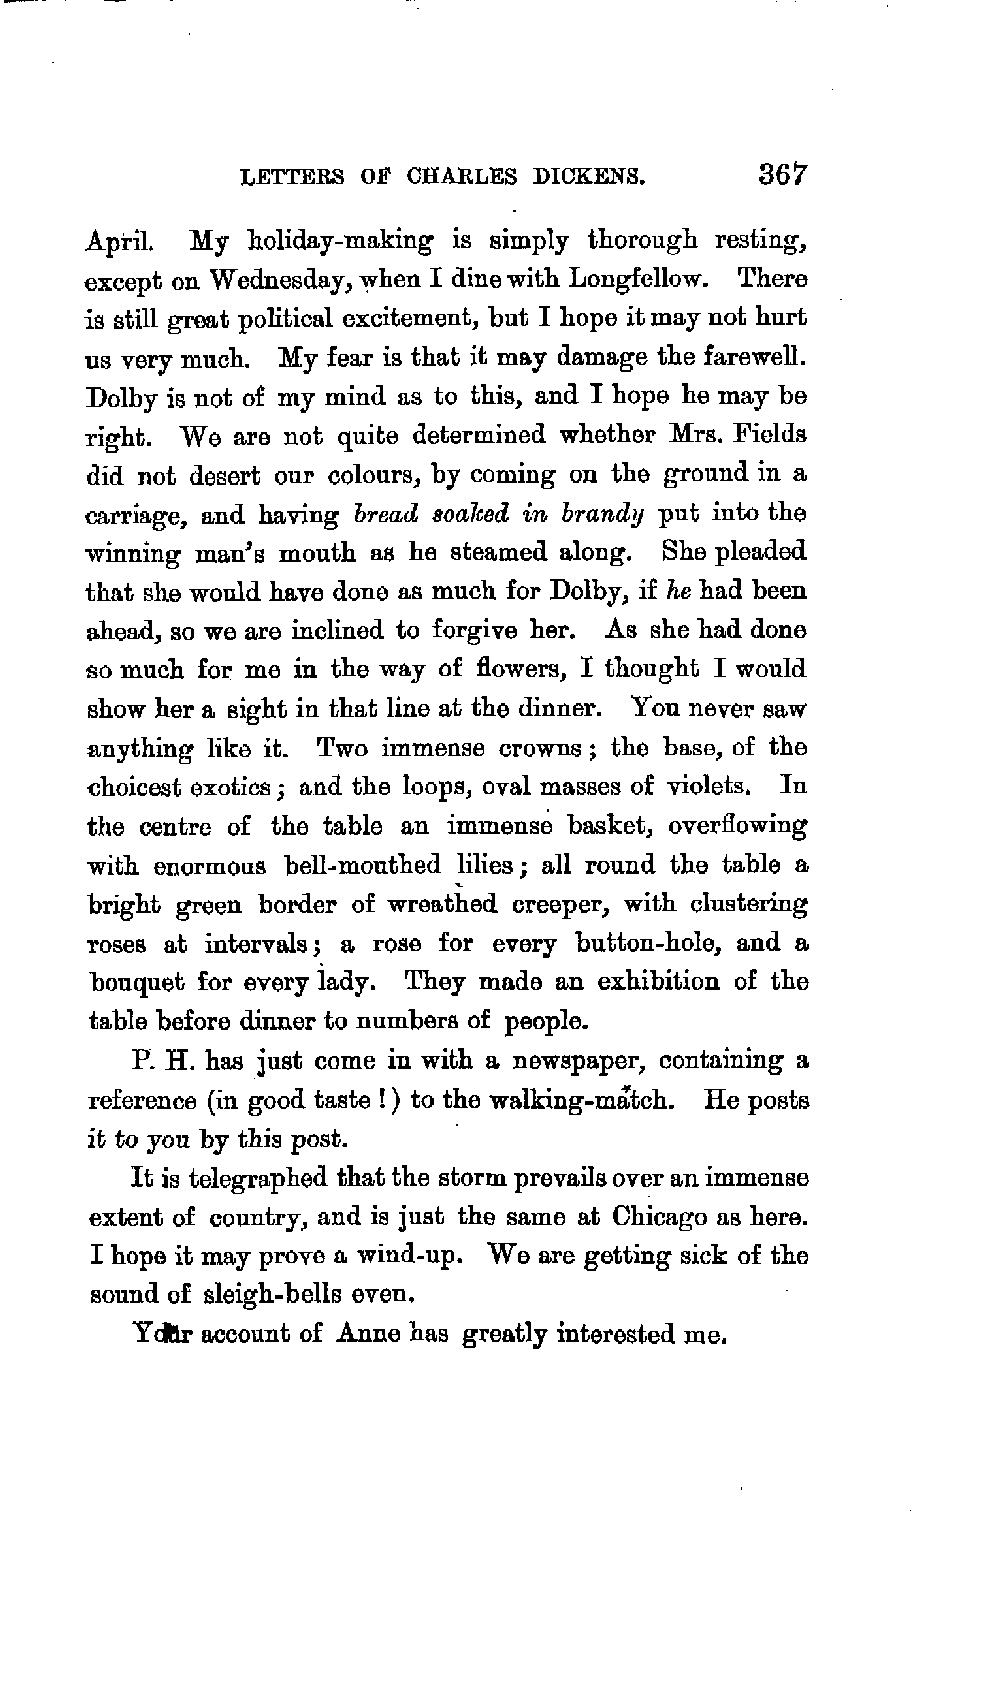 LETTERS OF CHARLES DICKENS. 367
April. My holiday-making is simply thorough resting,
except on Wednesday, when I dine with Longfellow. There
is still great political excitement, but I hope it may not hurt
us very much. My fear is that it may damage the farewell.
Dolby is not of my mind as to this, and I hope he may be
right. We are not quite determined whether Mrs. Fields
did not desert our colours, by coming on the ground in a
carriage, and having bread soaked in brandy put into the
winning man's mouth as he steamed along. She pleaded
that she would have done as much for Dolby, if he had been
ahead, so we are inclined to forgive her. As she had done
so much for me in the way of flowers, I thought I would
show her a sight in that line at the dinner. You never saw
anything like it. Two immense crowns; the base, of the
choicest exotics; and the loops, oval masses of violets. In
the centre of the table an immense basket, overflowing
with enormous bell-mouthed lilies; all round the table a
bright green border of wreathed creeper, with clustering
roses at intervals; a rose for every button-hole, and a
bouquet for every lady. They made an exhibition of the
table before dinner to numbers of people.
P. H. has just come in with a newspaper, containing a
reference (in good taste!) to the walking-match. He posts
it to you by this post.
It is telegraphed that the storm prevails over an immense
extent of country, and is just the same at Chicago as here.
I hope it may prove a wind-up. We are getting sick of the
sound of sleigh-bells even.
Your account of Anne has greatly interested me.